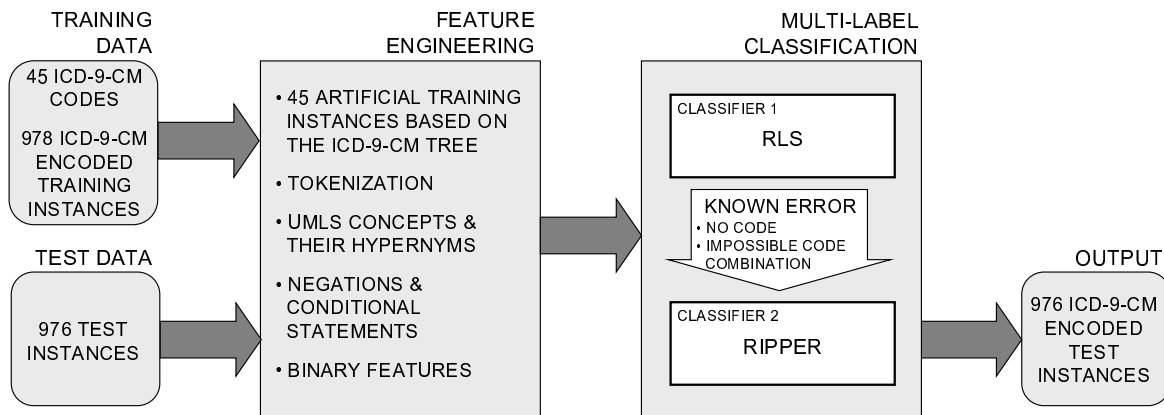 TRAINING
DATA
45 ICD-9-CM
CODES
978 ICD-9-CM
ENCODED
TRAINING
INSTANCES
TEST DATA
976 TEST
INSTANCES
FEATURE
ENGINEERING
• 45 ARTIFICIAL TRAINING
INSTANCES BASED ON
THE ICD-9-CM TREE
• TOKENIZATION
• UMLS CONCEPTS &
THEIR HYPERNYMS
• NEGATIONS &
CONDITIONAL
STATEMENTS
• BINARY FEATURES
MULTI-LABEL
CLASSIFICATION
CLASSIFIER 1
RLS
KNOWN ERROR
• NO CODE
• IMPOSSIBLE CODE
COMBINATION
CLASSIFIER 2
RIPPER
OUTPUT
976 ICD-9-CM
ENCODED
TEST
INSTANCES